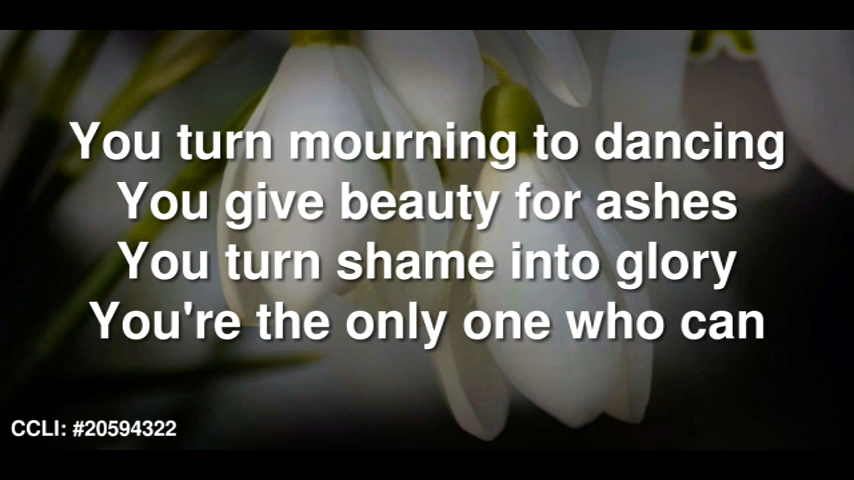 You turn mourning to dancing
You give beauty for ashes
You turn shame into glory
You're the only one who can
CCLI: #20594322